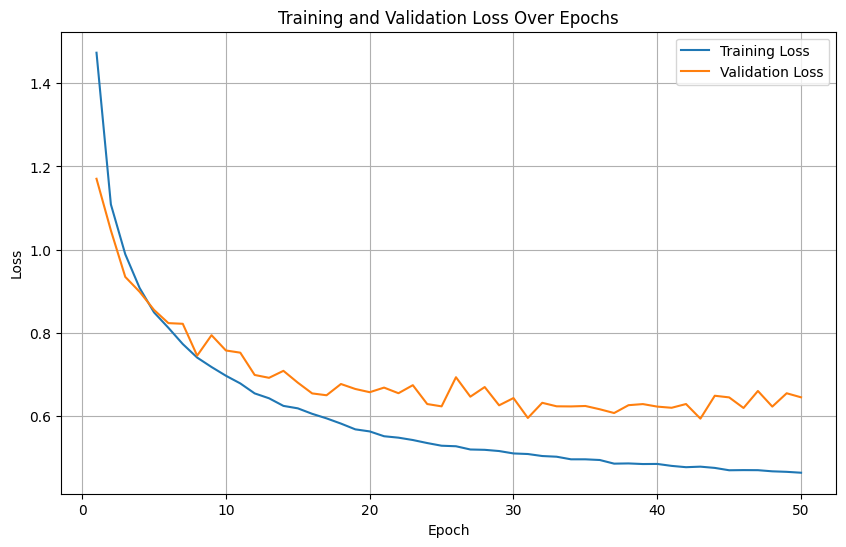 Training and Validation Loss Over Epochs
Training Loss
Validation Loss
1.4
1.2
1.0
0.8
0.6
Loss
0 10 20 30 40 50
Epoch